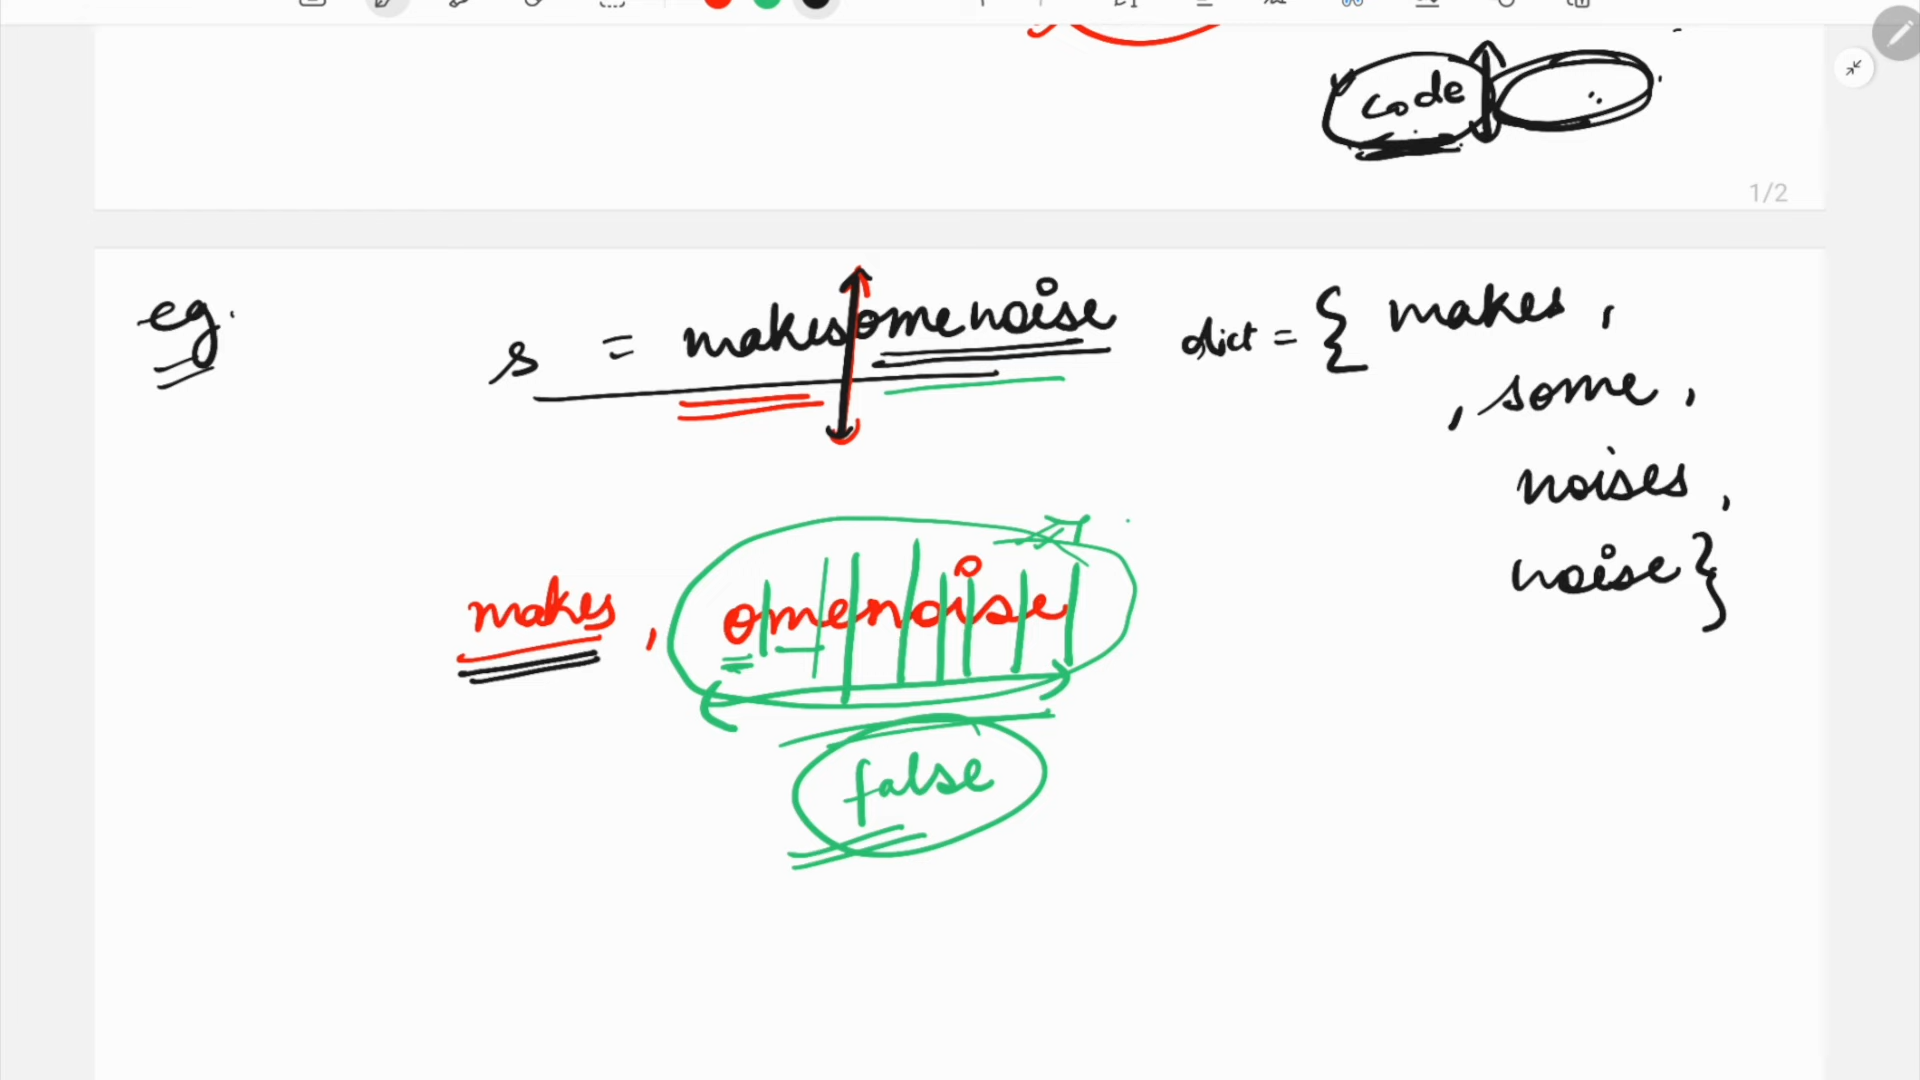 code
1/2
eg.
s = makesomenoise dict = { makes,
, some,
noises,
noise }
makes, omenoise
false